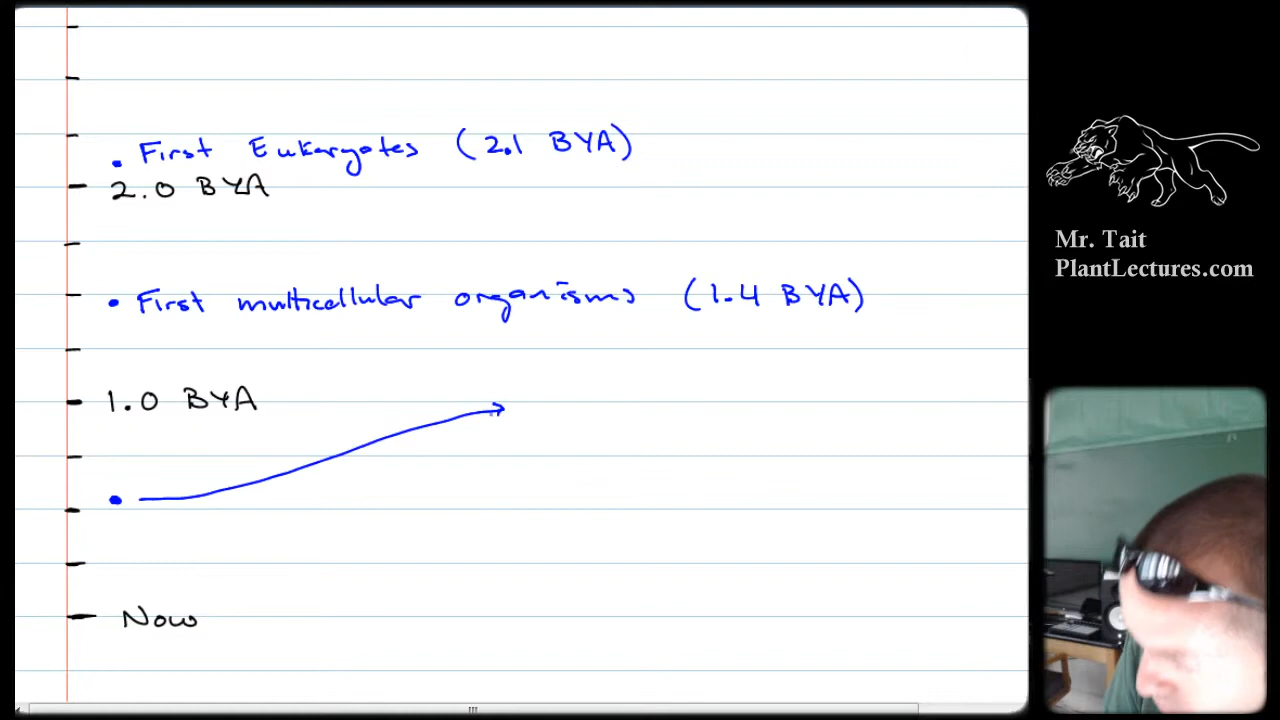 • First Eukaryotes (2.1 BYA)
2.0 BYA
• First multicellular organisms (1.4 BYA)
1.0 BYA
Now
Mr. Tait
PlantLectures.com